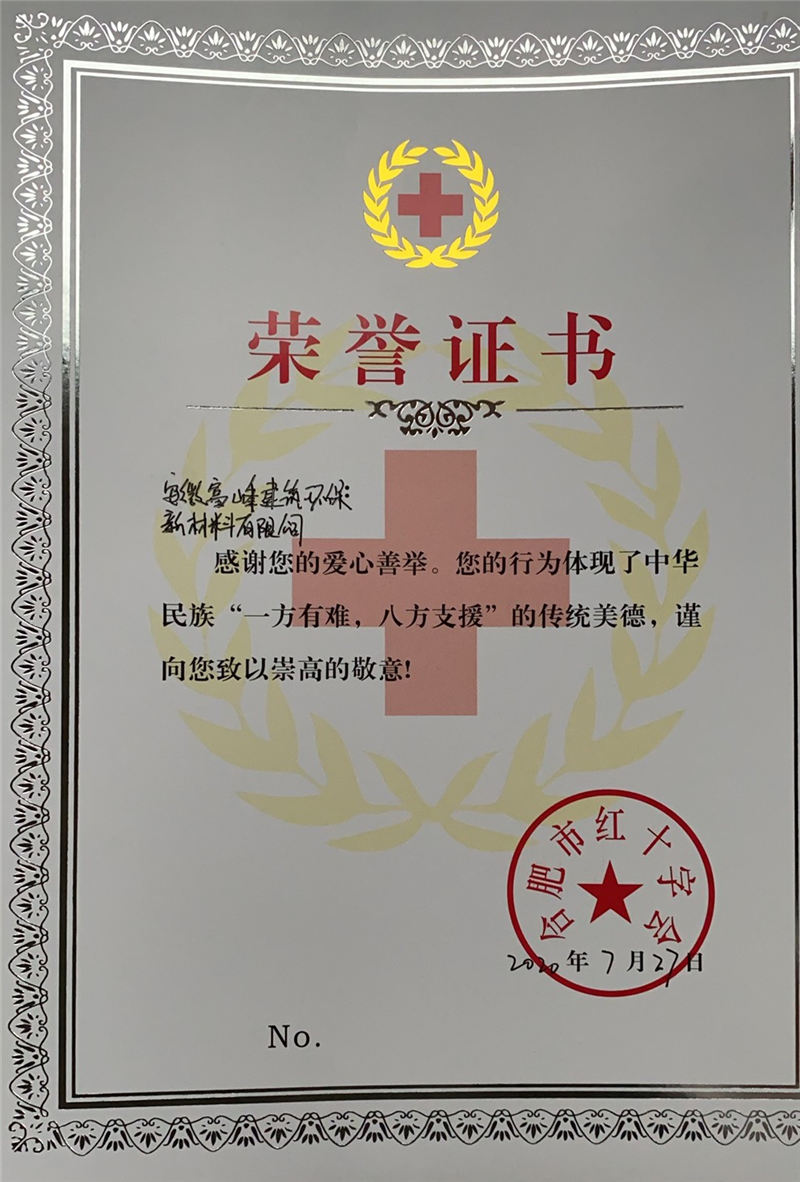 荣誉证书
安徽高峰建筑环保
新材料有限公司
感谢您的爱心善举。您的行为体现了中华
民族“一方有难，八方支援”的传统美德，谨
向您致以崇高的敬意！
合肥市红十字会
2020年7月27日
No.